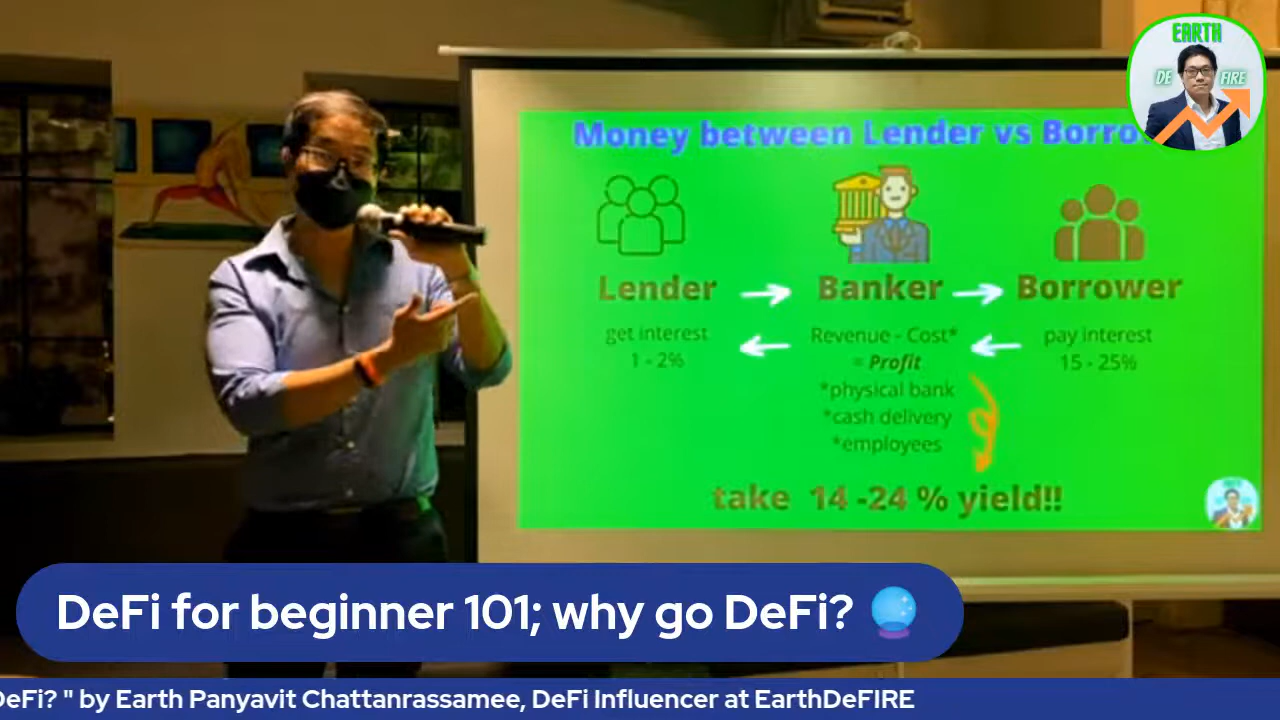 EARTH
DE FIRE
Money between Lender vs Borro
Lender
Banker
Borrower
get interest
1 - 2%
Revenue - Cost*
= Profit
*physical bank
*cash delivery
*employees
pay interest
15 - 25%
take 14 -24 % yield!!
DeFi for beginner 101; why go DeFi? 🔮
DeFi? " by Earth Panyavit Chattanrassamee, DeFi Influencer at EarthDeFIRE